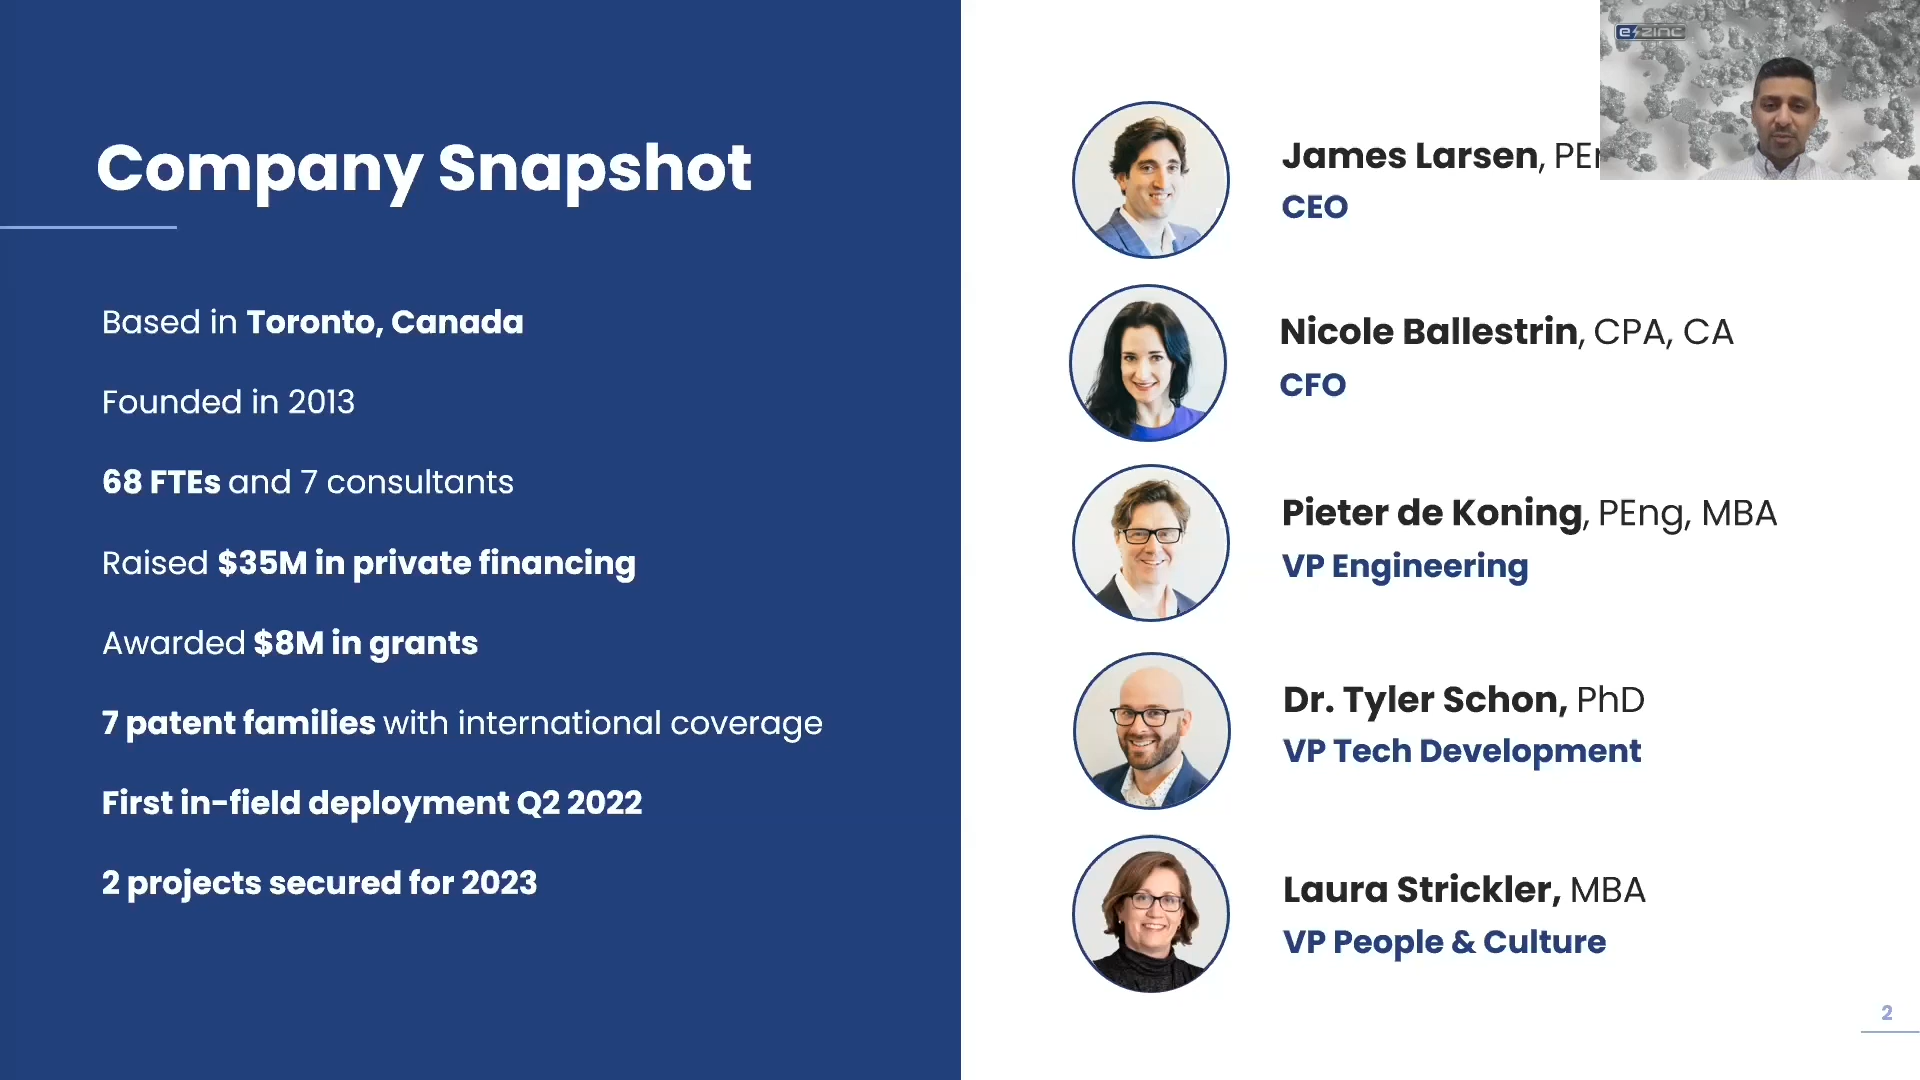 Company Snapshot
Based in Toronto, Canada
Founded in 2013
68 FTEs and 7 consultants
Raised $35M in private financing
Awarded $8M in grants
7 patent families with international coverage
First in-field deployment Q2 2022
2 projects secured for 2023
e zinc
James Larsen,
CEO
Nicole Ballestrin, CPA, CA
CFO
Pieter de Koning, PEng, MBA
VP Engineering
Dr. Tyler Schon, PhD
VP Tech Development
Laura Strickler, MBA
VP People & Culture
2